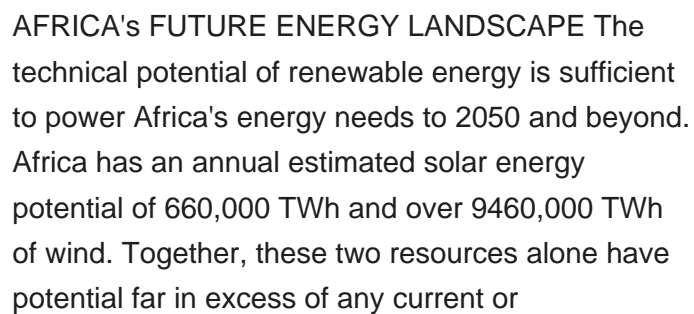 AFRICA's FUTURE ENERGY LANDSCAPE The
technical potential of renewable energy is sufficient
to power Africa's energy needs to 2050 and beyond.
Africa has an annual estimated solar energy
potential of 660,000 TWh and over 9460,000 TWh
of wind. Together, these two resources alone have
potential far in excess of any current or